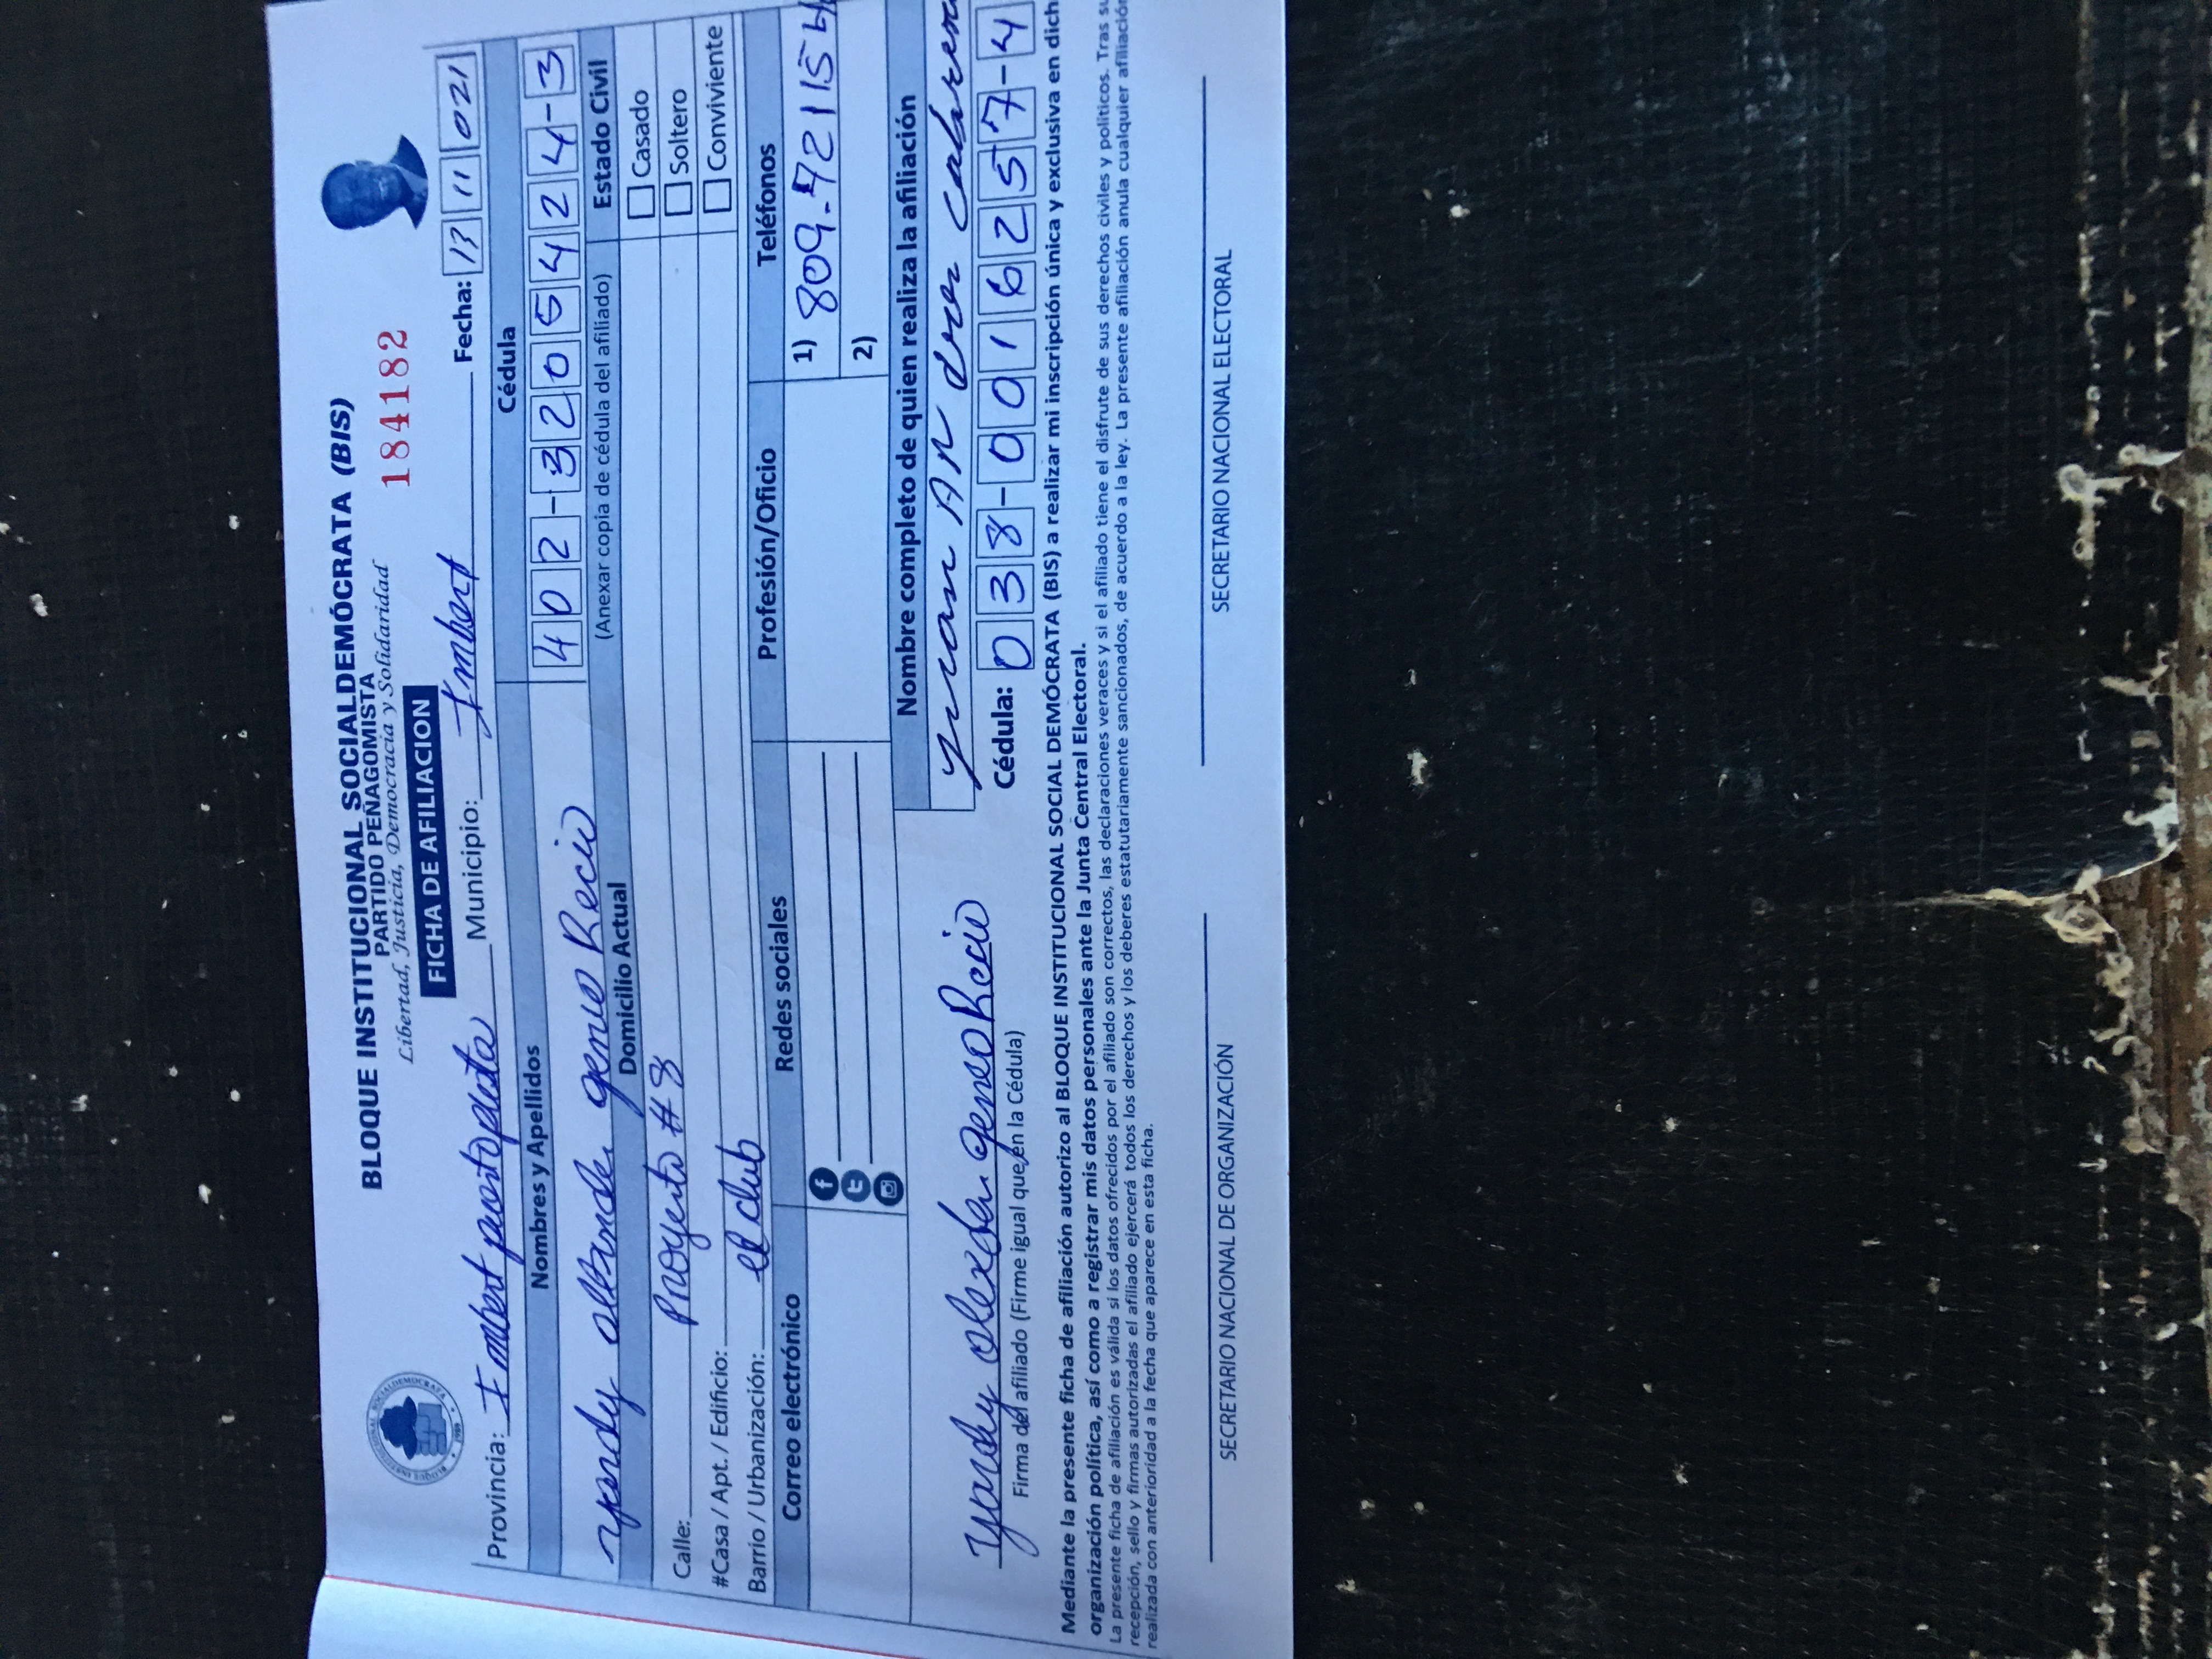 BLOQUE INSTITUCIONAL SOCIALDEMÓCRATA (BIS)
PARTIDO PEÑAGOMISTA
Libertad, Justicia, Democracia y Solidaridad
184182
FICHA DE AFILIACION
Provincia: Imbert puertoplata Municipio: Imbert Fecha: 13 11 021
Nombres y Apellidos Cédula
402-3205424-3
Domicilio Actual (Anexar copia de cédula del afiliado) Estado Civil
Calle: Proyecto #8 Casado
#Casa / Apt. / Edificio: Soltero
Barrio / Urbanización: el club Conviviente
Correo electrónico Redes sociales Profesión/Oficio Teléfonos
1) 809-721154
2)
Nombre completo de quien realiza la afiliación
Cédula: 038-0016257-4
Firma del afiliado (Firme igual que en la Cédula)
Mediante la presente ficha de afiliación autorizo al BLOQUE INSTITUCIONAL SOCIAL DEMÓCRATA (BIS) a realizar mi inscripción única y exclusiva en dich
organización política, así como a registrar mis datos personales ante la Junta Central Electoral.
La presente ficha de afiliación es válida si los datos ofrecidos por el afiliado son correctos, las declaraciones veraces y si el afiliado tiene el disfrute de sus derechos civiles y políticos. Tras su
recepción, sello y firmas autorizadas el afiliado ejercerá todos los derechos y los deberes estatutariamente sancionados, de acuerdo a la ley. La presente afiliación anula cualquier afiliación
realizada con anterioridad a la fecha que aparece en esta ficha.
SECRETARIO NACIONAL DE ORGANIZACIÓN SECRETARIO NACIONAL ELECTORAL